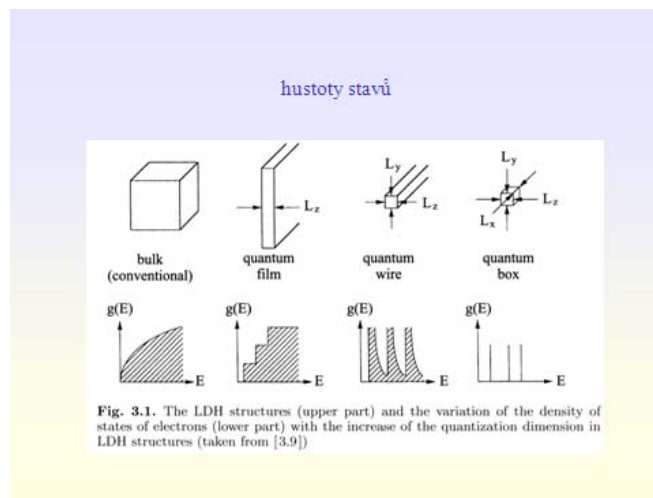 hustoty stavů
L_y
L_y
L_z
L_z
L_z
L_x
bulk
(conventional)
quantum
film
quantum
wire
quantum
box
g(E)
g(E)
g(E)
g(E)
E
E
E
E
Fig. 3.1. The LDH structures (upper part) and the variation of the density of
states of electrons (lower part) with the increase of the quantization dimension in
LDH structures (taken from [3.9])